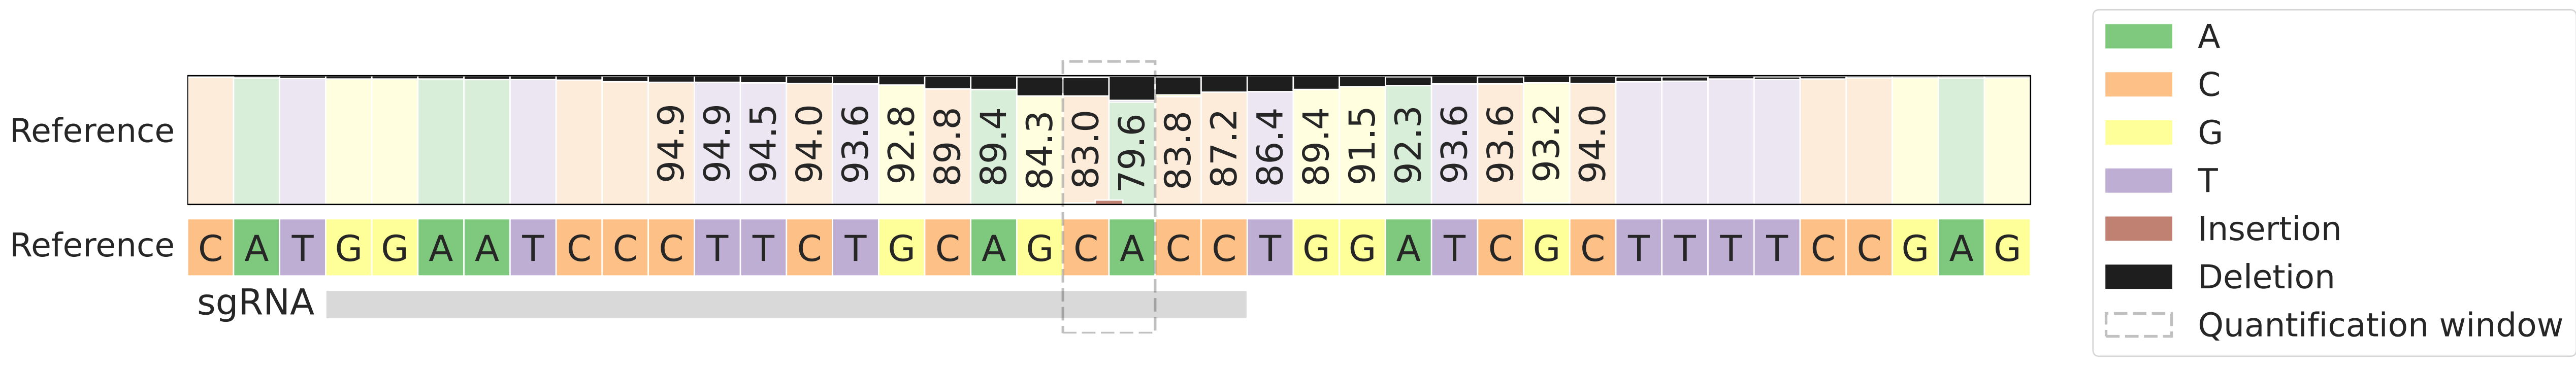 Reference 94.9 94.9 94.5 94.0 93.6 92.8 89.8 89.4 84.3 83.0 79.6 83.8 87.2 86.4 89.4 91.5 92.3 93.6 93.6 93.2 94.0
Reference C A T G G A A T C C C T T C T G C A G C A C C T G G A T C G C T T T T C C G A G
sgRNA
A
C
G
T
Insertion
Deletion
Quantification window